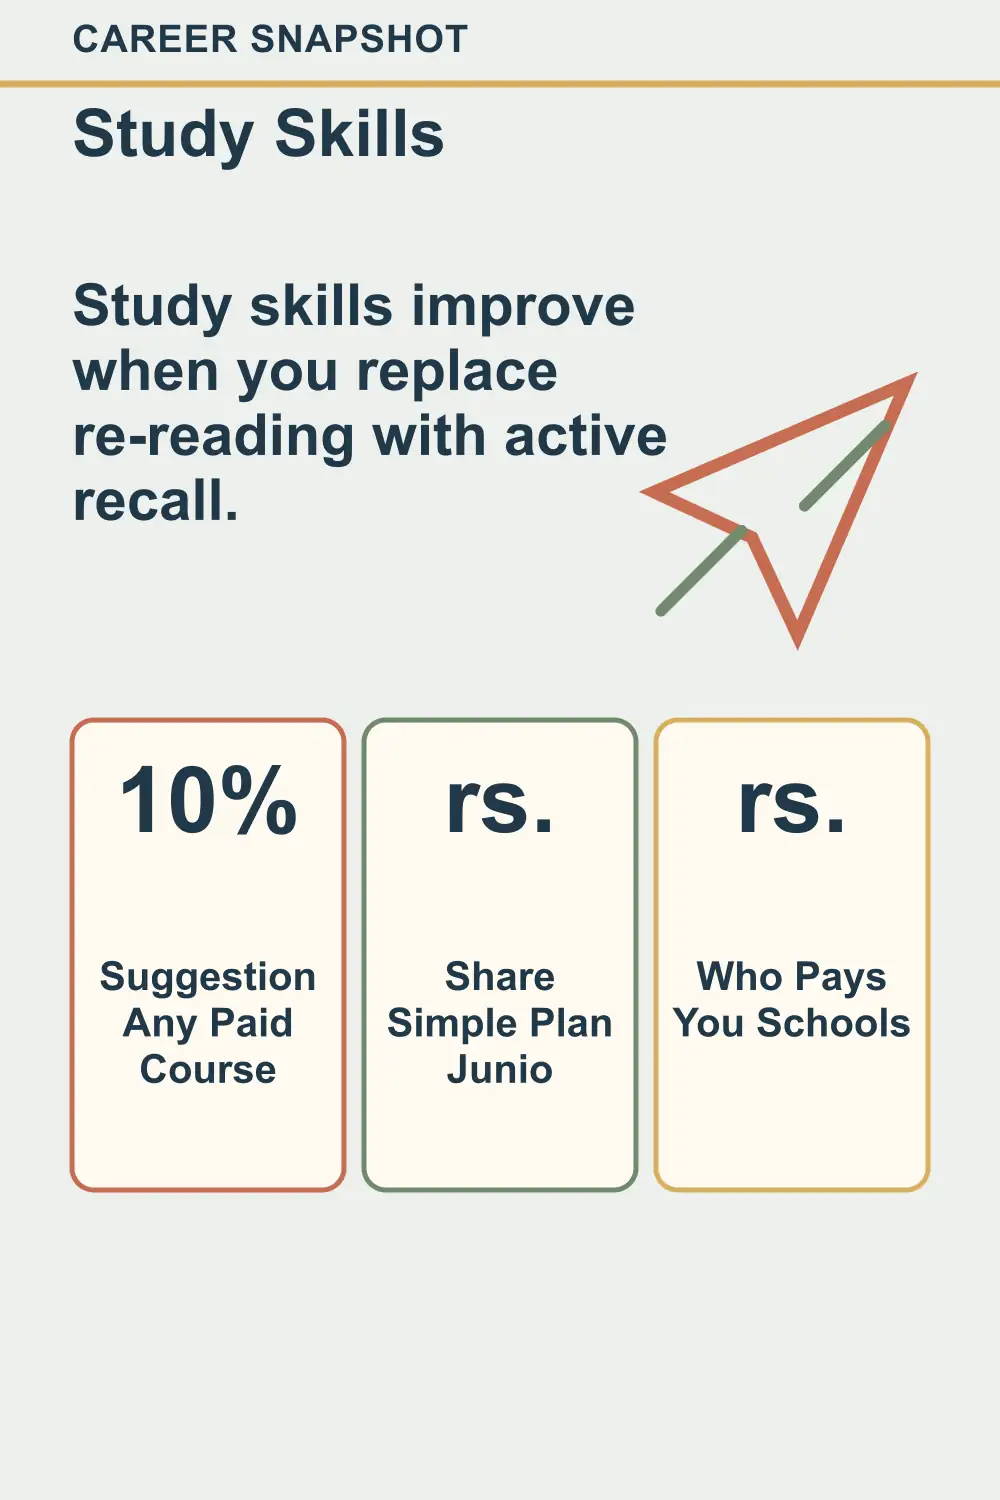 CAREER SNAPSHOT
Study Skills
Study skills improve
when you replace
re-reading with active
recall.
10%
Suggestion
Any Paid
Course
rs.
Share
Simple Plan
Junio
rs.
Who Pays
You Schools